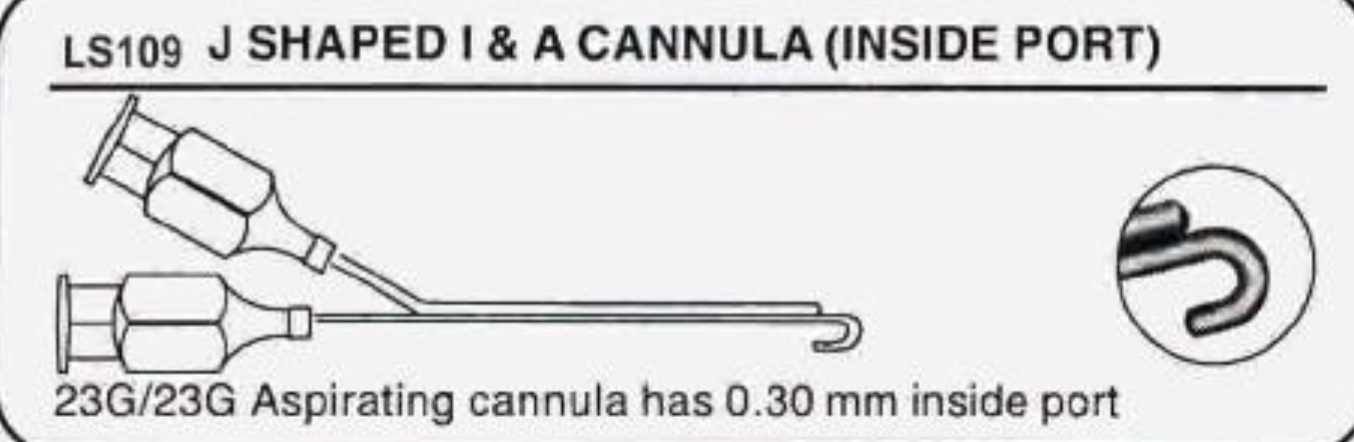 LS109 J SHAPED I & A CANNULA (INSIDE PORT)
23G/23G Aspirating cannula has 0.30 mm inside port